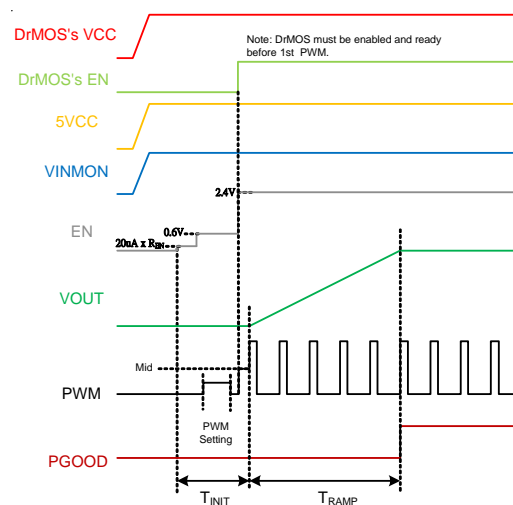 DrMOS's VCC
Note: DrMOS must be enabled and ready
before 1st PWM.
DrMOS's EN
5VCC
VINMON
2.4V
EN
0.6V
20uA x REN
VOUT
Mid
PWM
PWM
Setting
PGOOD
TINIT
TRAMP